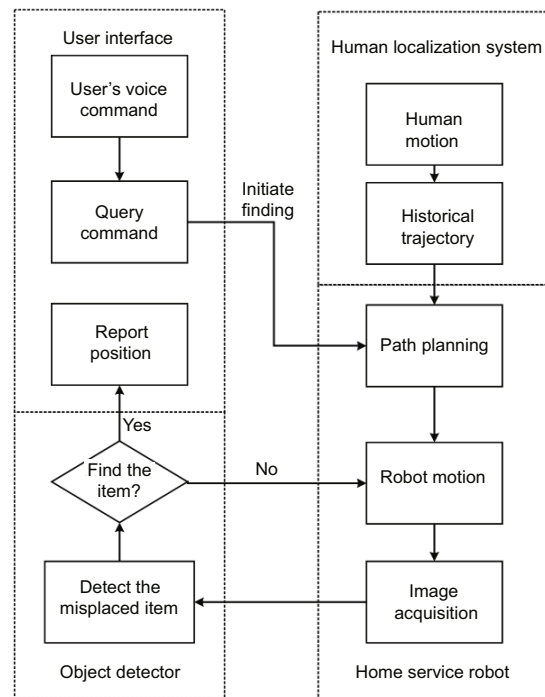 User interface
User's voice
command
Query
command
Report
position
Yes
Find the
item?
Detect the
misplaced item
Object detector
Initiate
finding
No
Human localization system
Human
motion
Historical
trajectory
Path planning
Robot motion
Image
acquisition
Home service robot